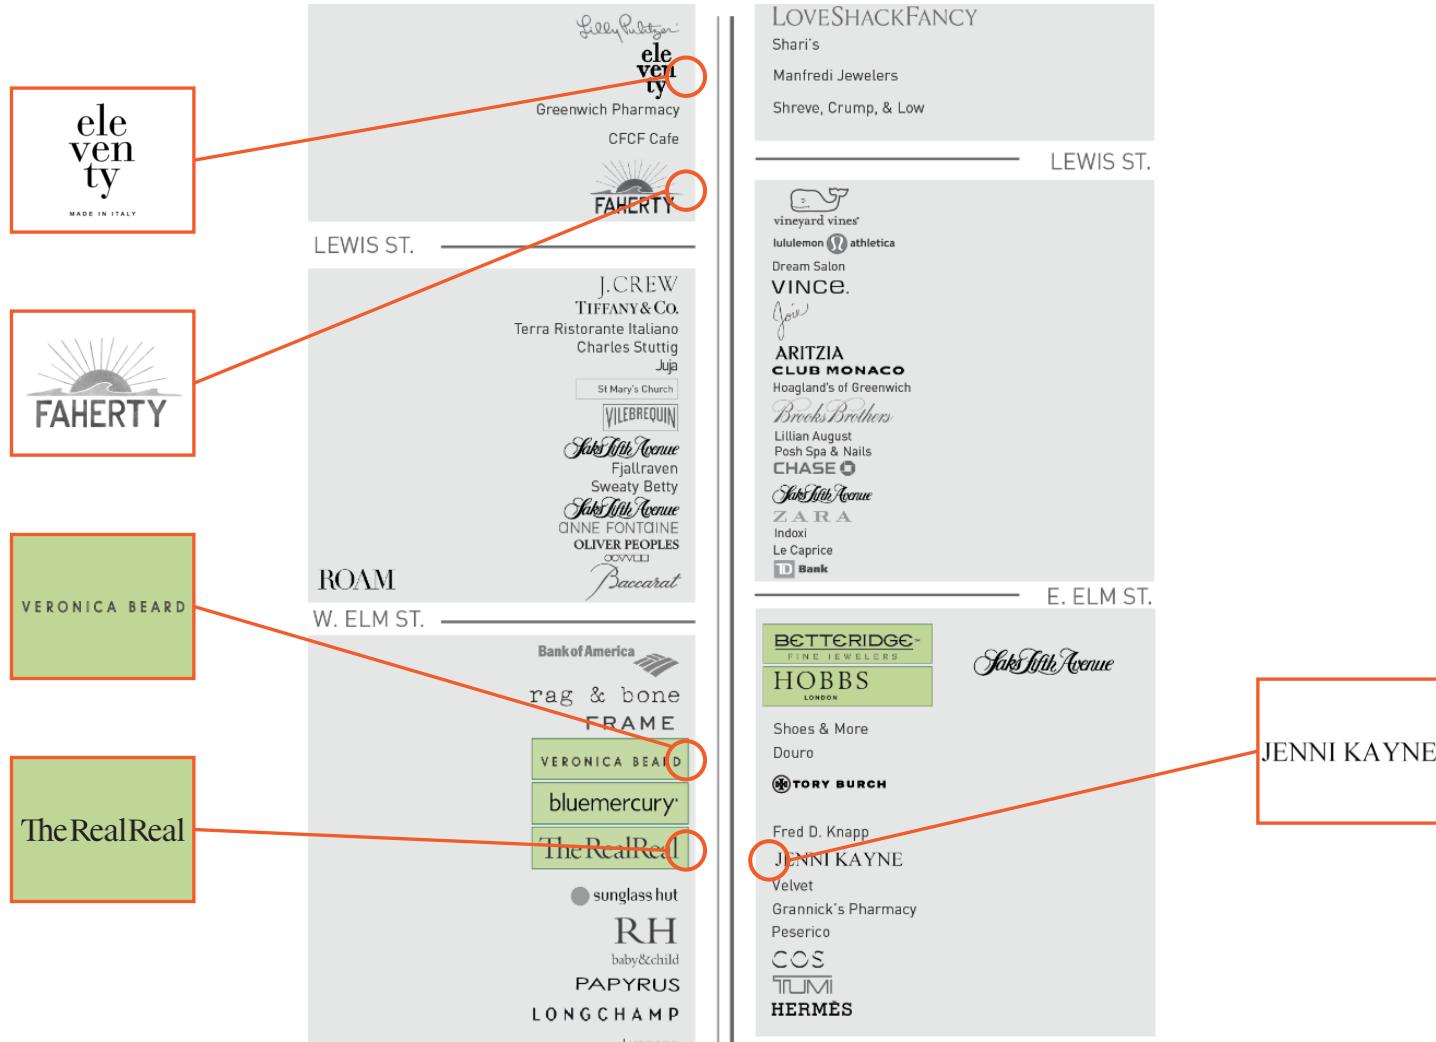 ele
ven
ty
MADE IN ITALY
FAHERTY
VERONICA BEARD
TheRealReal
Lilly Pulitzer
ele
ven
ty
Greenwich Pharmacy
CFCF Cafe
FAHERTY
LEWIS ST.
J.CREW
TIFFANY & CO.
Terra Ristorante Italiano
Charles Stuttig
Juja
St Mary's Church
VILEBREQUIN
Saks Fifth Avenue
Fjallraven
Sweaty Betty
Saks Fifth Avenue
ANNE FONTAINE
OLIVER PEOPLES
ROAM
Baccarat
W. ELM ST.
Bank of America
rag & bone
FRAME
VERONICA BEARD
bluemercury
TheRealReal
sunglass hut
RH
baby&child
PAPYRUS
LONGCHAMP
LOVESHACKFANCY
Shari's
Manfredi Jewelers
Shreve, Crump, & Low
LEWIS ST.
vineyard vines®
lululemon athletica
Dream Salon
VINCE.
Joie
ARITZIA
CLUB MONACO
Hoagland's of Greenwich
Brooks Brothers
Lillian August
Posh Spa & Nails
CHASE
Saks Fifth Avenue
ZARA
Indoxi
Le Caprice
TD Bank
E. ELM ST.
BETTERIDGE™
FINE JEWELERS
Saks Fifth Avenue
HOBBS
LONDON
Shoes & More
Douro
TORY BURCH
Fred D. Knapp
JENNI KAYNE
Velvet
Grannick's Pharmacy
Peserico
COS
TUMI
HERMÈS
JENNI KAYNE